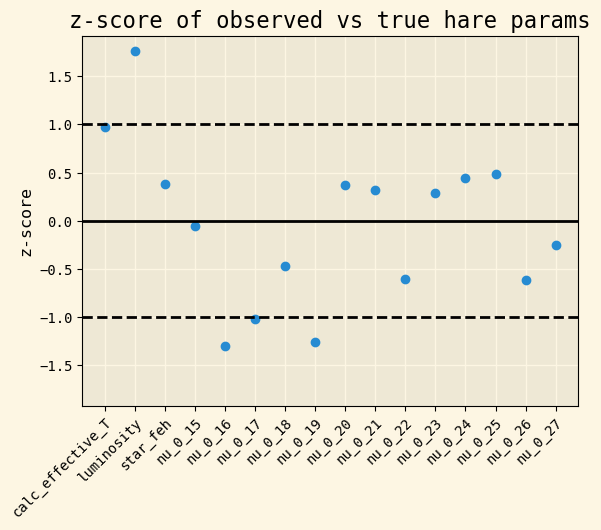 z-score of observed vs true hare params
z-score
1.5
1.0
0.5
0.0
−0.5
−1.0
−1.5
calc_effective_T
luminosity
star_feh
nu_0_15
nu_0_16
nu_0_17
nu_0_18
nu_0_19
nu_0_20
nu_0_21
nu_0_22
nu_0_23
nu_0_24
nu_0_25
nu_0_26
nu_0_27